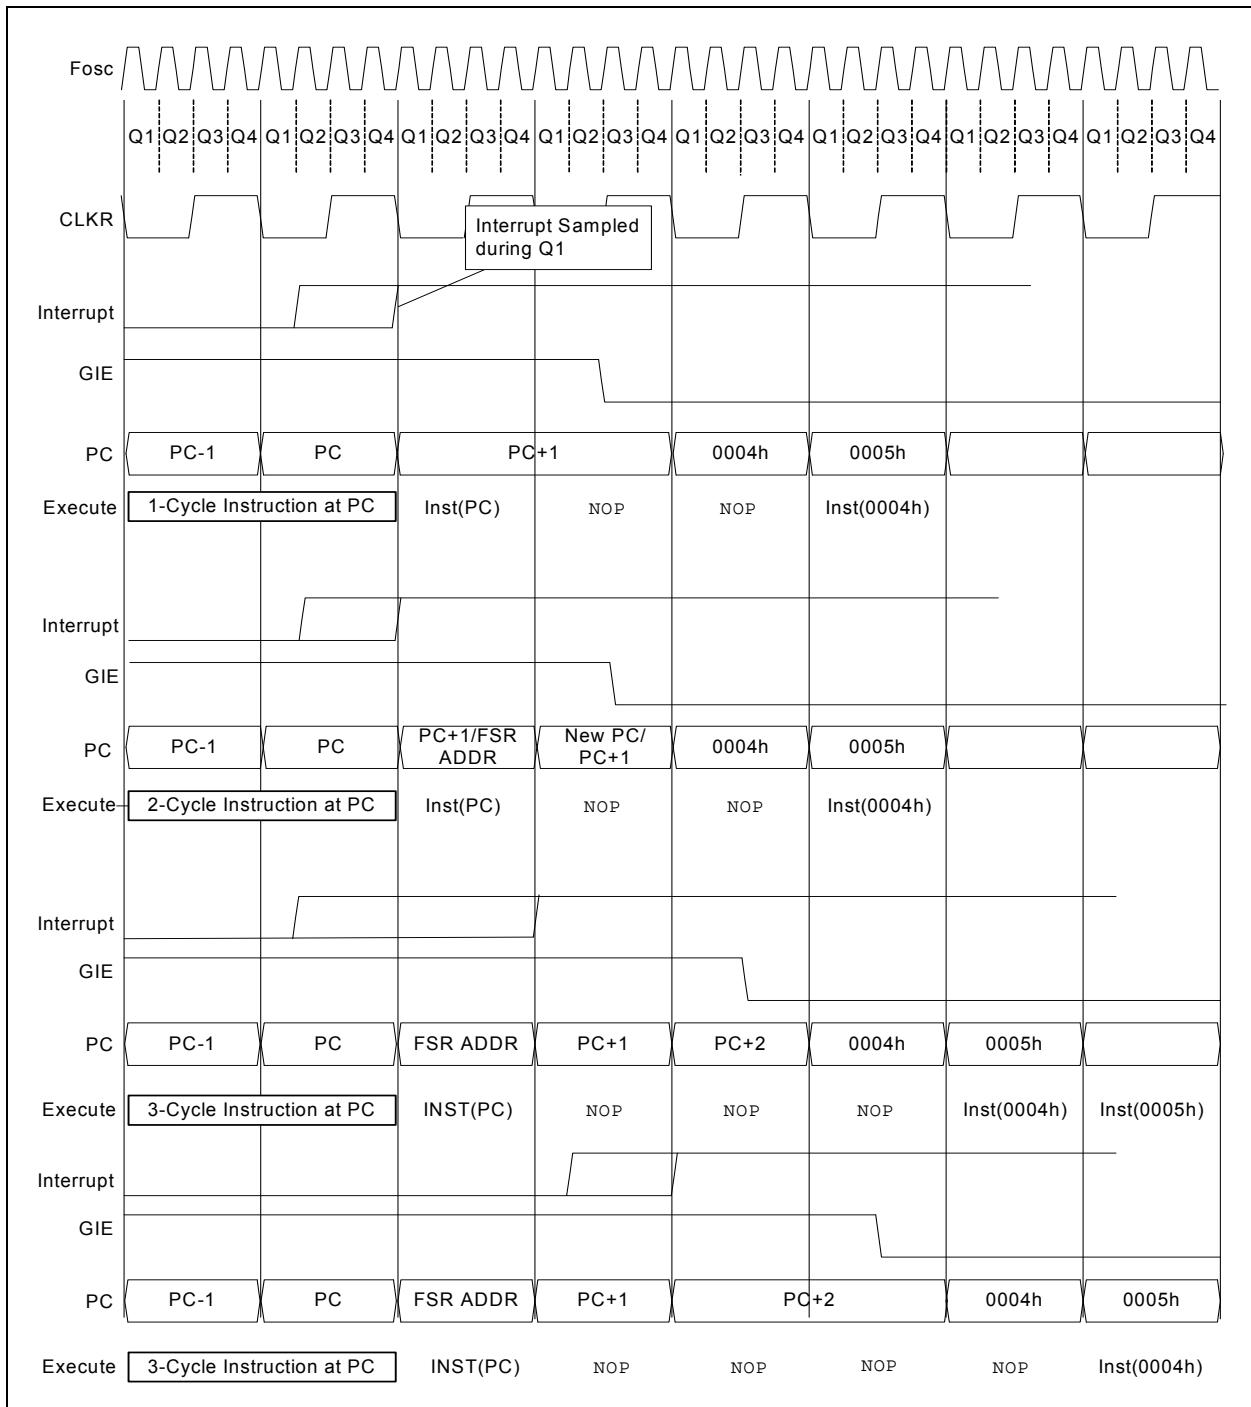 Fosc
Q1 Q2 Q3 Q4 Q1 Q2 Q3 Q4 Q1 Q2 Q3 Q4 Q1 Q2 Q3 Q4 Q1 Q2 Q3 Q4 Q1 Q2 Q3 Q4 Q1 Q2 Q3 Q4 Q1 Q2 Q3 Q4
CLKR
Interrupt Sampled
during Q1
Interrupt
GIE
PC PC-1 PC PC+1 0004h 0005h
Execute 1-Cycle Instruction at PC Inst(PC) NOP NOP Inst(0004h)
Interrupt
GIE
PC PC-1 PC PC+1/FSR ADDR New PC/ PC+1 0004h 0005h
Execute 2-Cycle Instruction at PC Inst(PC) NOP NOP Inst(0004h)
Interrupt
GIE
PC PC-1 PC FSR ADDR PC+1 PC+2 0004h 0005h
Execute 3-Cycle Instruction at PC INST(PC) NOP NOP NOP Inst(0004h) Inst(0005h)
Interrupt
GIE
PC PC-1 PC FSR ADDR PC+1 PC+2 0004h 0005h
Execute 3-Cycle Instruction at PC INST(PC) NOP NOP NOP NOP Inst(0004h)